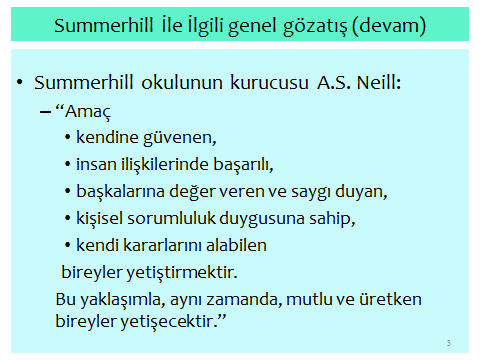 Summerhill İle İlgili genel gözatış (devam)
• Summerhill okulunun kurucusu A.S. Neill:
– “Amaç
• kendine güvenen,
• insan ilişkilerinde başarılı,
• başkalarına değer veren ve saygı duyan,
• kişisel sorumluluk duygusuna sahip,
• kendi kararlarını alabilen
bireyler yetiştirmektir.
Bu yaklaşımla, aynı zamanda, mutlu ve üretken
bireyler yetişecektir.”
3